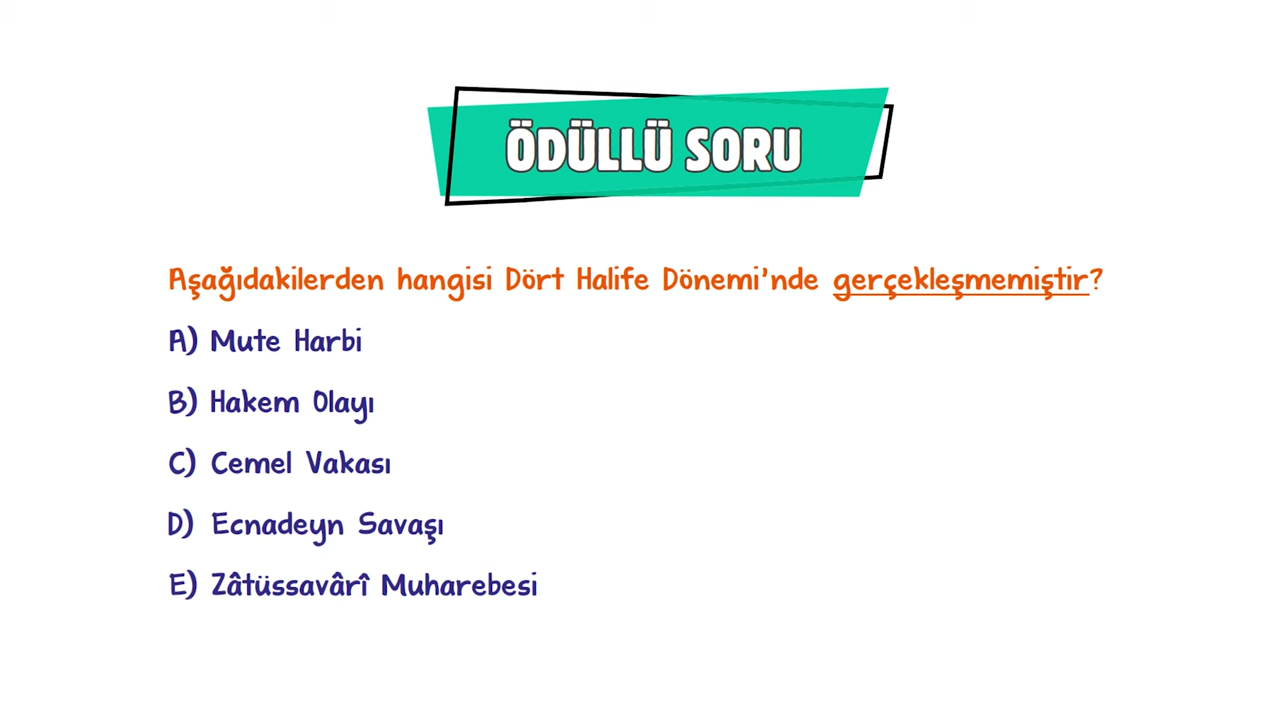 ÖDÜLLÜ SORU
Aşağıdakilerden hangisi Dört Halife Dönemi'nde gerçekleşmemiştir?
A) Mute Harbi
B) Hakem Olayı
C) Cemel Vakası
D) Ecnadeyn Savaşı
E) Zâtüssavârî Muharebesi